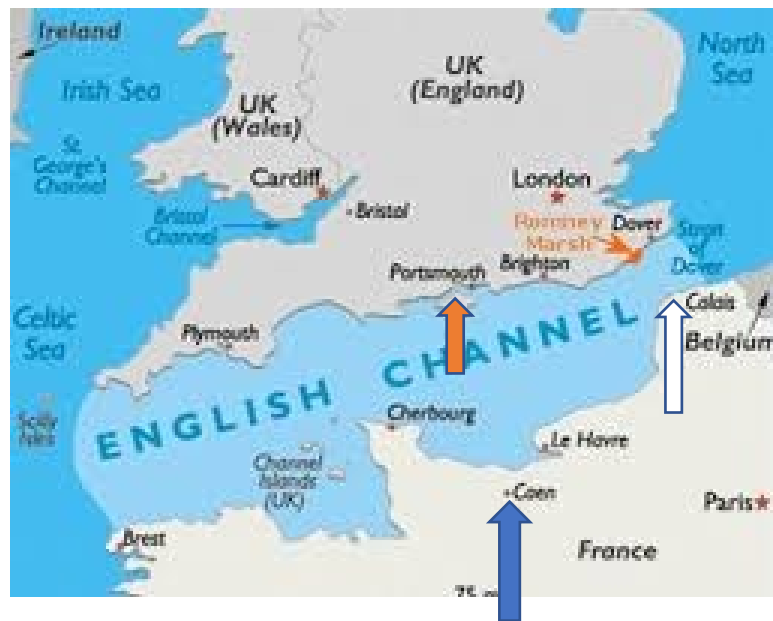 Ireland
North
Sea
UK
(England)
Irish Sea
UK
(Wales)
St.
George's
Channel
Cardiff
London
Bristol
Bristol
Channel
Romney
Marsh
Dover
Strait
of
Dover
Portsmouth
Brighton
Calais
Celtic
Sea
Plymouth
Belgium
ENGLISH CHANNEL
Scilly
Isles
Cherbourg
Le Havre
Channel
Islands
(UK)
Caen
Paris
Brest
France